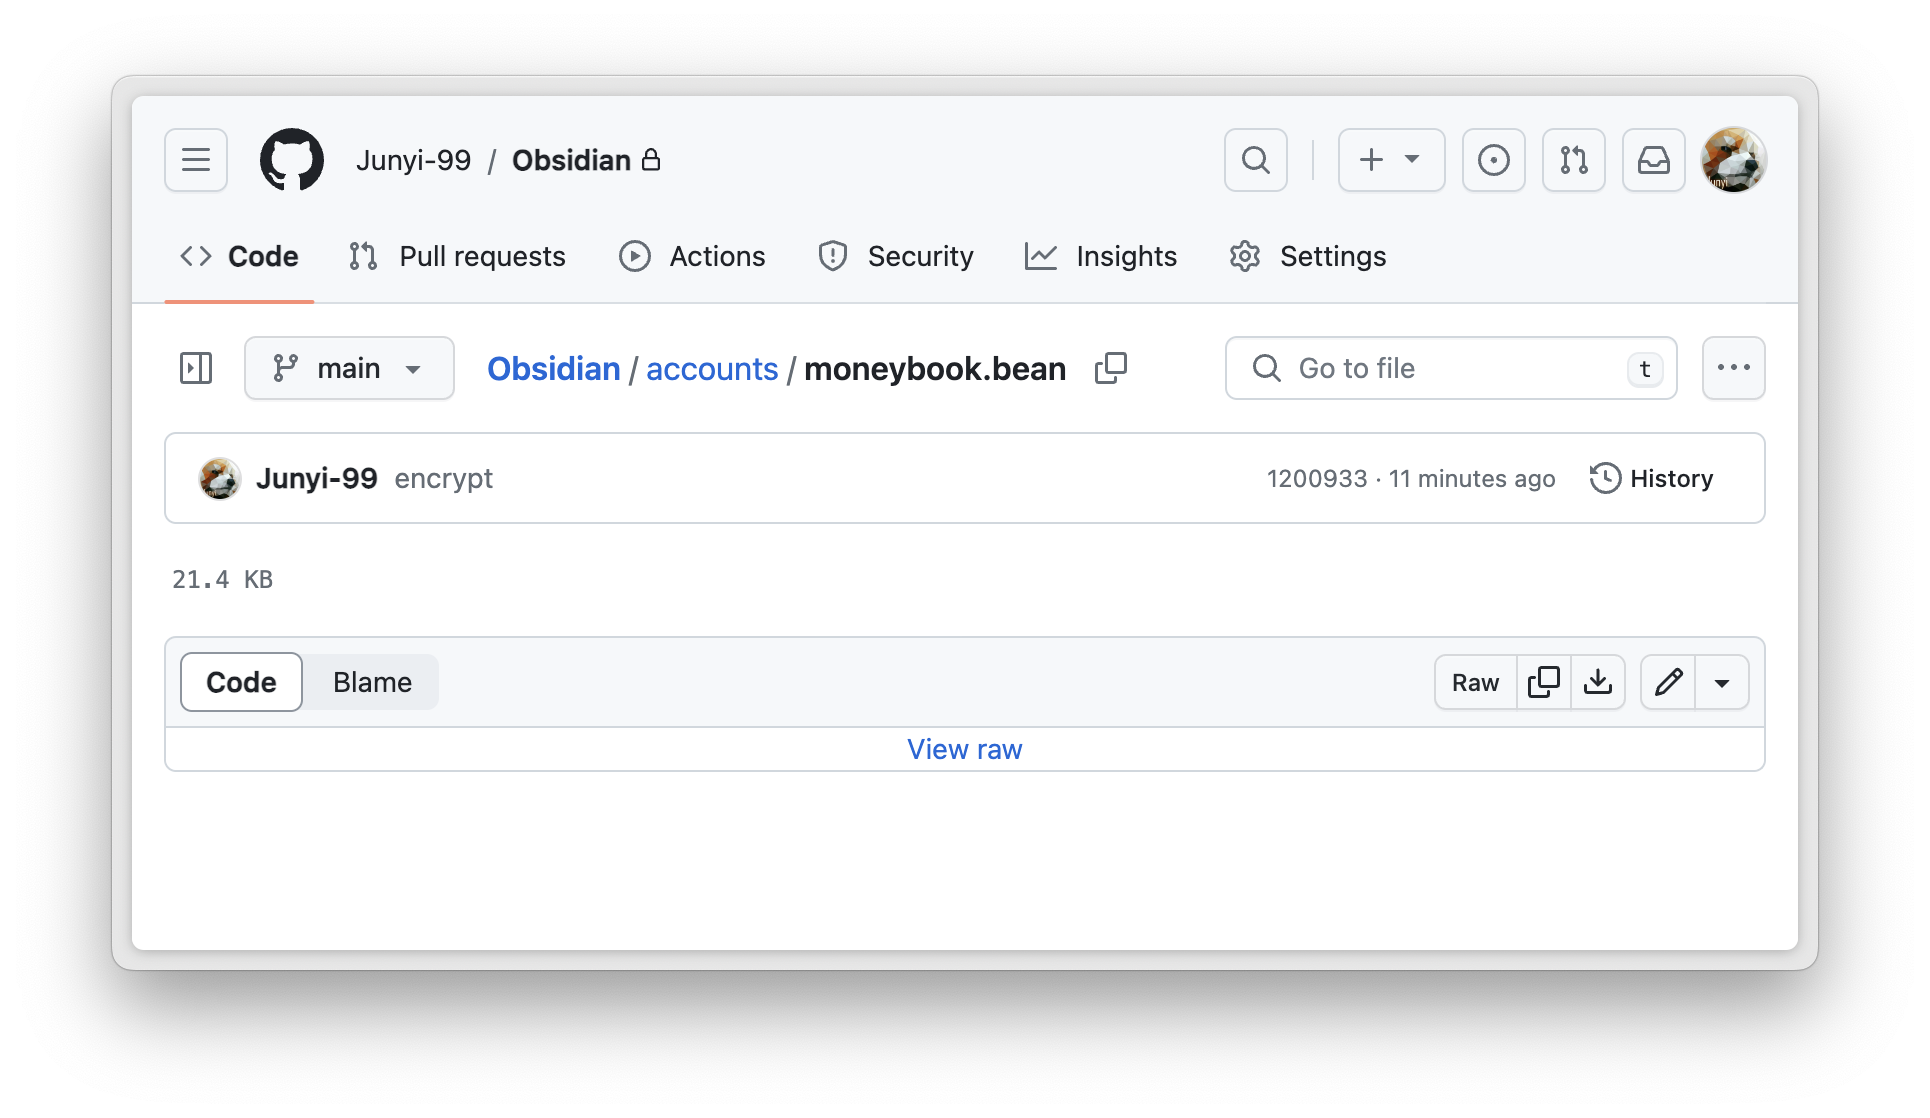 Junyi-99 / Obsidian
Code Pull requests Actions Security Insights Settings
main Obsidian / accounts / moneybook.bean Go to file t
Junyi-99 encrypt 1200933 · 11 minutes ago History
21.4 KB
Code Blame Raw
View raw